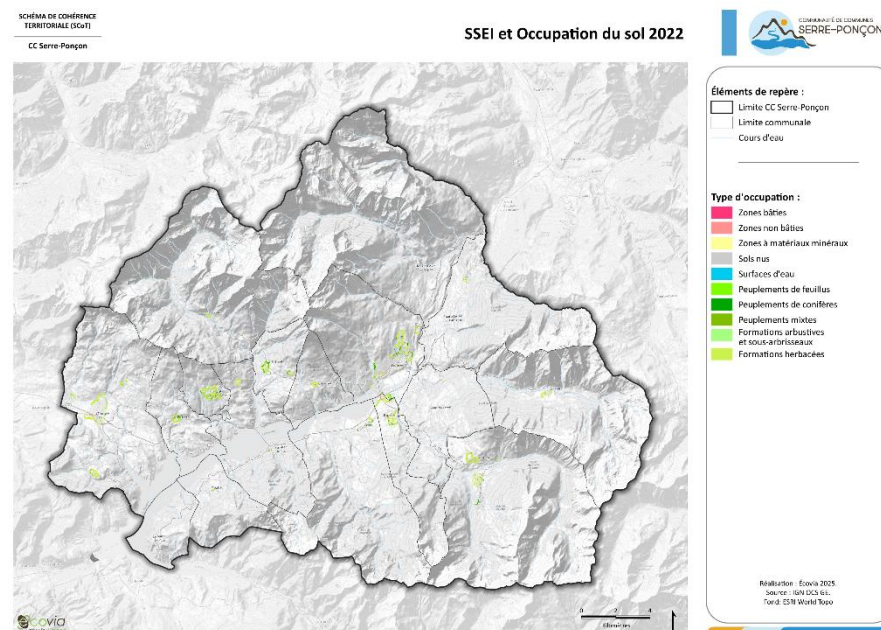 SCHÉMA DE COHÉRENCE
TERRITORIALE (SCoT)
CC Serre-Ponçon
SSEI et Occupation du sol 2022
COMMUNAUTÉ DE COMMUNES
SERRE-PONÇON
Éléments de repère :
Limite CC Serre-Ponçon
Limite communale
Cours d'eau
Type d'occupation :
Zones bâties
Zones non bâties
Zones à matériaux minéraux
Sols nus
Surfaces d'eau
Peuplements de feuillus
Peuplements de conifères
Peuplements mixtes
Formations arbustives
et sous-arbrisseaux
Formations herbacées
Réalisation : Écovia 2025.
Source : IGN OCS GE.
Fond: ESRI World Topo
écovia
0 2 4
Kilomètres